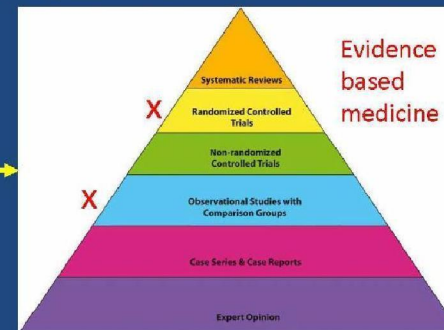 Evidence
based
medicine
Systematic Reviews
X
Randomized Controlled
Trials
Non-randomized
Controlled Trials
X
Observational Studies with
Comparison Groups
Case Series & Case Reports
Expert Opinion